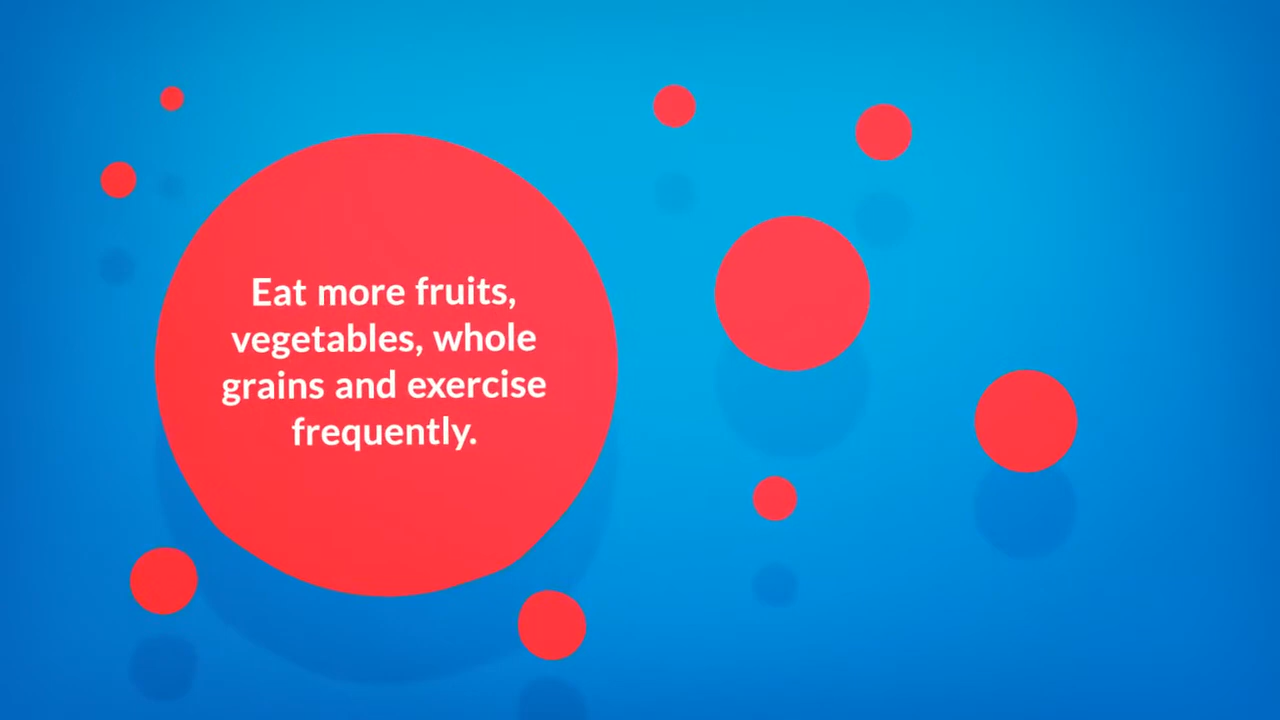 Eat more fruits,
vegetables, whole
grains and exercise
frequently.